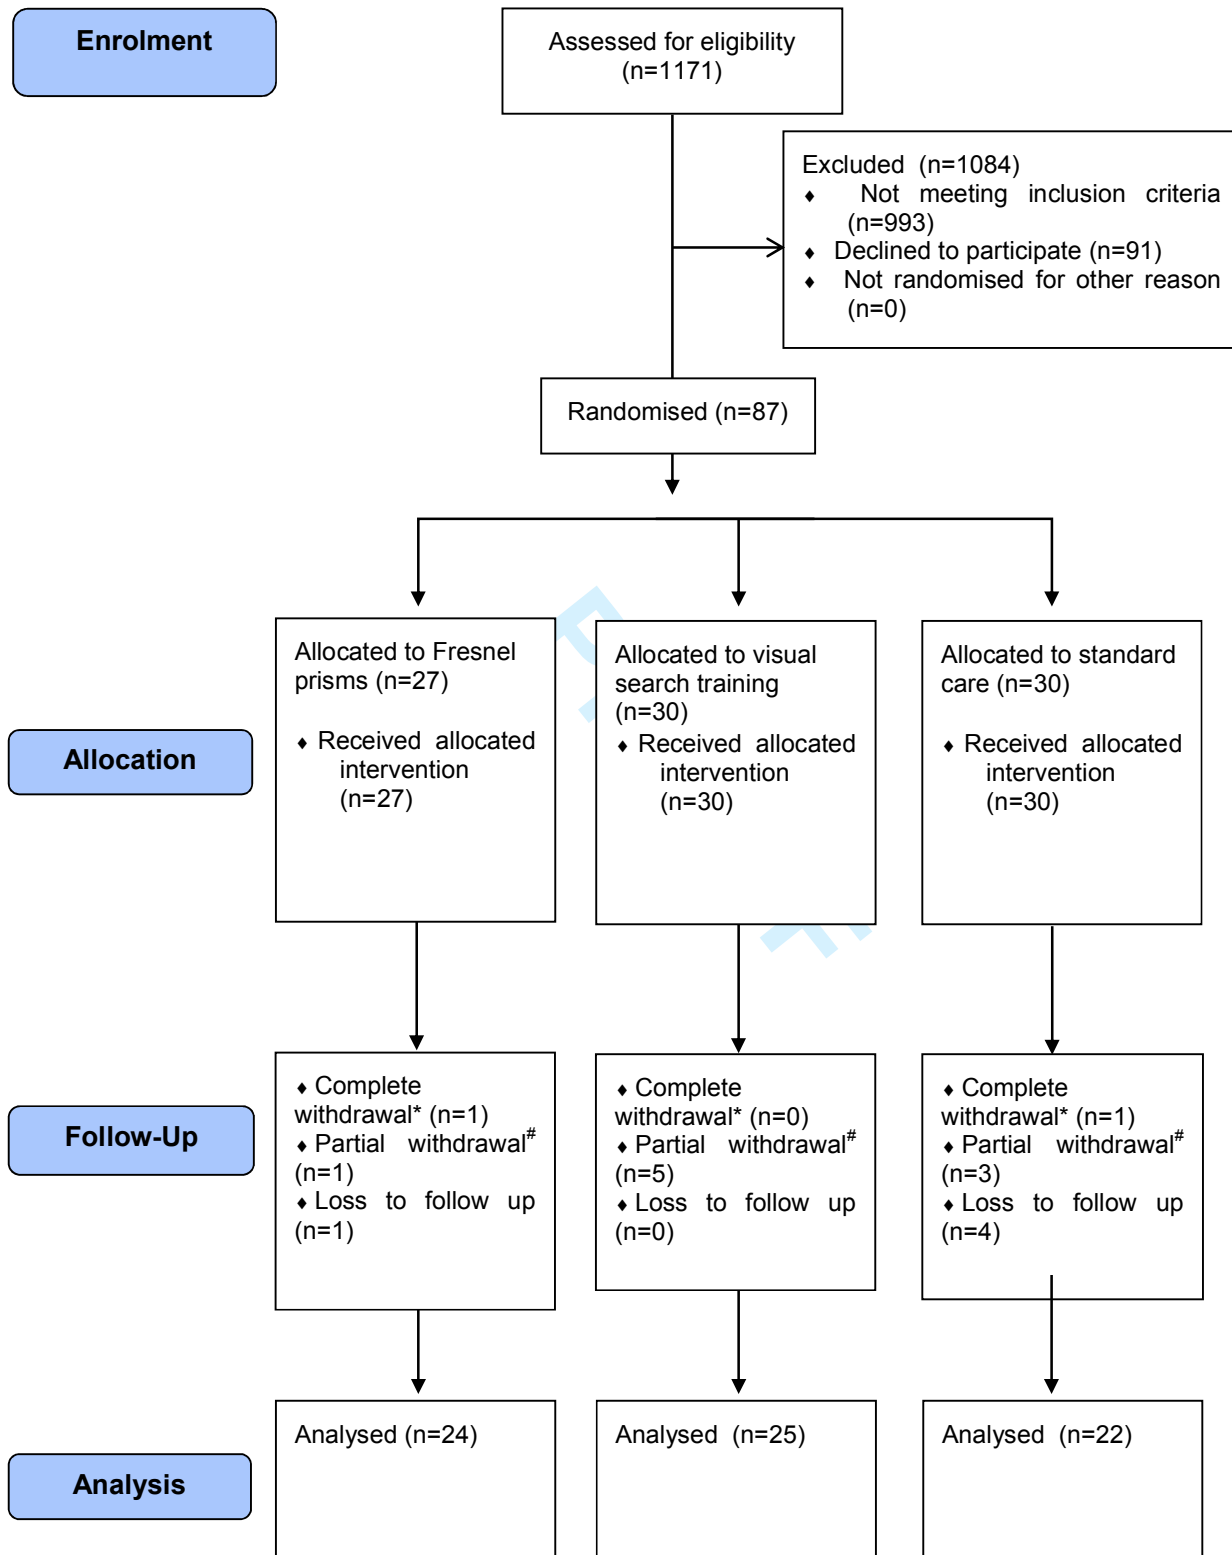 Enrolment
Assessed for eligibility
(n=1171)
Excluded (n=1084)
♦ Not meeting inclusion criteria
(n=993)
♦ Declined to participate (n=91)
♦ Not randomised for other reason
(n=0)
Randomised (n=87)
Allocation
Allocated to Fresnel
prisms (n=27)
♦ Received allocated
intervention
(n=27)
Allocated to visual
search training
(n=30)
♦ Received allocated
intervention
(n=30)
Allocated to standard
care (n=30)
♦ Received allocated
intervention
(n=30)
Follow-Up
♦ Complete
withdrawal* (n=1)
♦ Partial withdrawal#
(n=1)
♦ Loss to follow up
(n=1)
♦ Complete
withdrawal* (n=0)
♦ Partial withdrawal#
(n=5)
♦ Loss to follow up
(n=0)
♦ Complete
withdrawal* (n=1)
♦ Partial withdrawal#
(n=3)
♦ Loss to follow up
(n=4)
Analysis
Analysed (n=24)
Analysed (n=25)
Analysed (n=22)